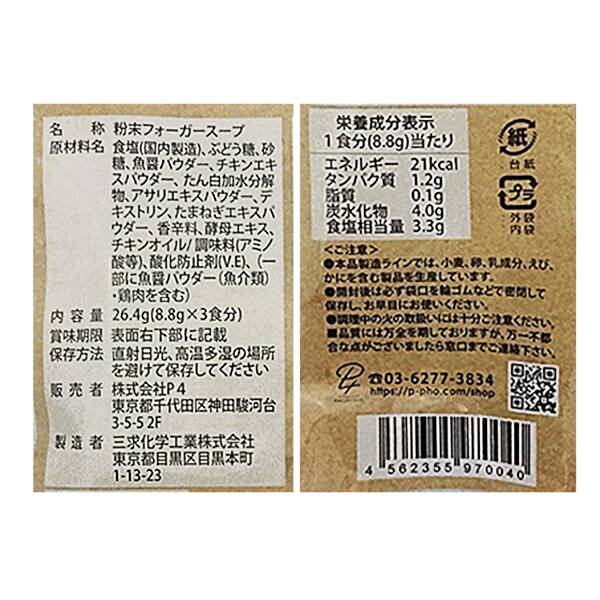 名 称 粉末フォーガースープ
原材料名 食塩(国内製造)、ぶどう糖、砂
糖、魚醤パウダー、チキンエキ
スパウダー、たん白加水分解
物、アサリエキスパウダー、デ
キストリン、たまねぎエキスパ
ウダー、香辛料、酵母エキス、
チキンオイル/調味料(アミノ
酸等)、酸化防止剤(V.E)、(一
部に魚醤パウダー(魚介類)
・鶏肉を含む)
内 容 量 26.4g(8.8g×3食分)
賞味期限 表面右下部に記載
保存方法 直射日光、高温多湿の場所
を避けて保存してください
販 売 者 株式会社P4
東京都千代田区神田駿河台
3-5-5 2F
製 造 者 三求化学工業株式会社
東京都目黒区目黒本町
1-13-23
栄養成分表示
1食分(8.8g)当たり
エネルギー 21kcal
タンパク質 1.2g
脂質 0.1g
炭水化物 4.0g
食塩相当量 3.3g
紙
台紙
プラ
外袋
内袋
<ご注意>
●本品製造ラインでは、小麦、卵、乳成分、えび、
かにを含む製品を生産しています。
●開封後は必ず袋口を輪ゴムなどで密閉して
保存し、お早目にお使いください。
●調理中の火の取扱いには十分ご注意ください。
■品質には万全を期しておりますが、万一不都
合な点がございましたら窓口までご連絡下さい。
P4
☎03-6277-3834
https://p-pho.com/shop
4 562355 970040